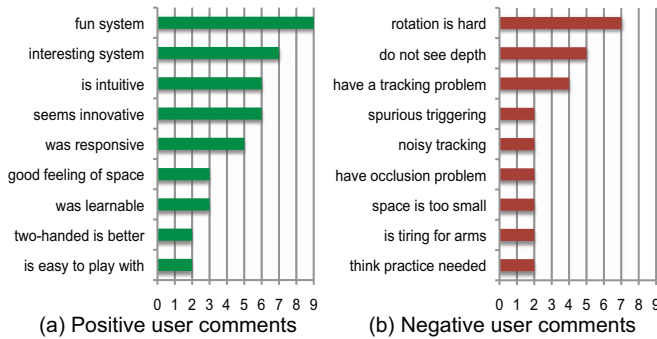 fun system
interesting system
is intuitive
seems innovative
was responsive
good feeling of space
was learnable
two-handed is better
is easy to play with
0 1 2 3 4 5 6 7 8 9
(a) Positive user comments
rotation is hard
do not see depth
have a tracking problem
spurious triggering
noisy tracking
have occlusion problem
space is too small
is tiring for arms
think practice needed
0 1 2 3 4 5 6 7 8 9
(b) Negative user comments